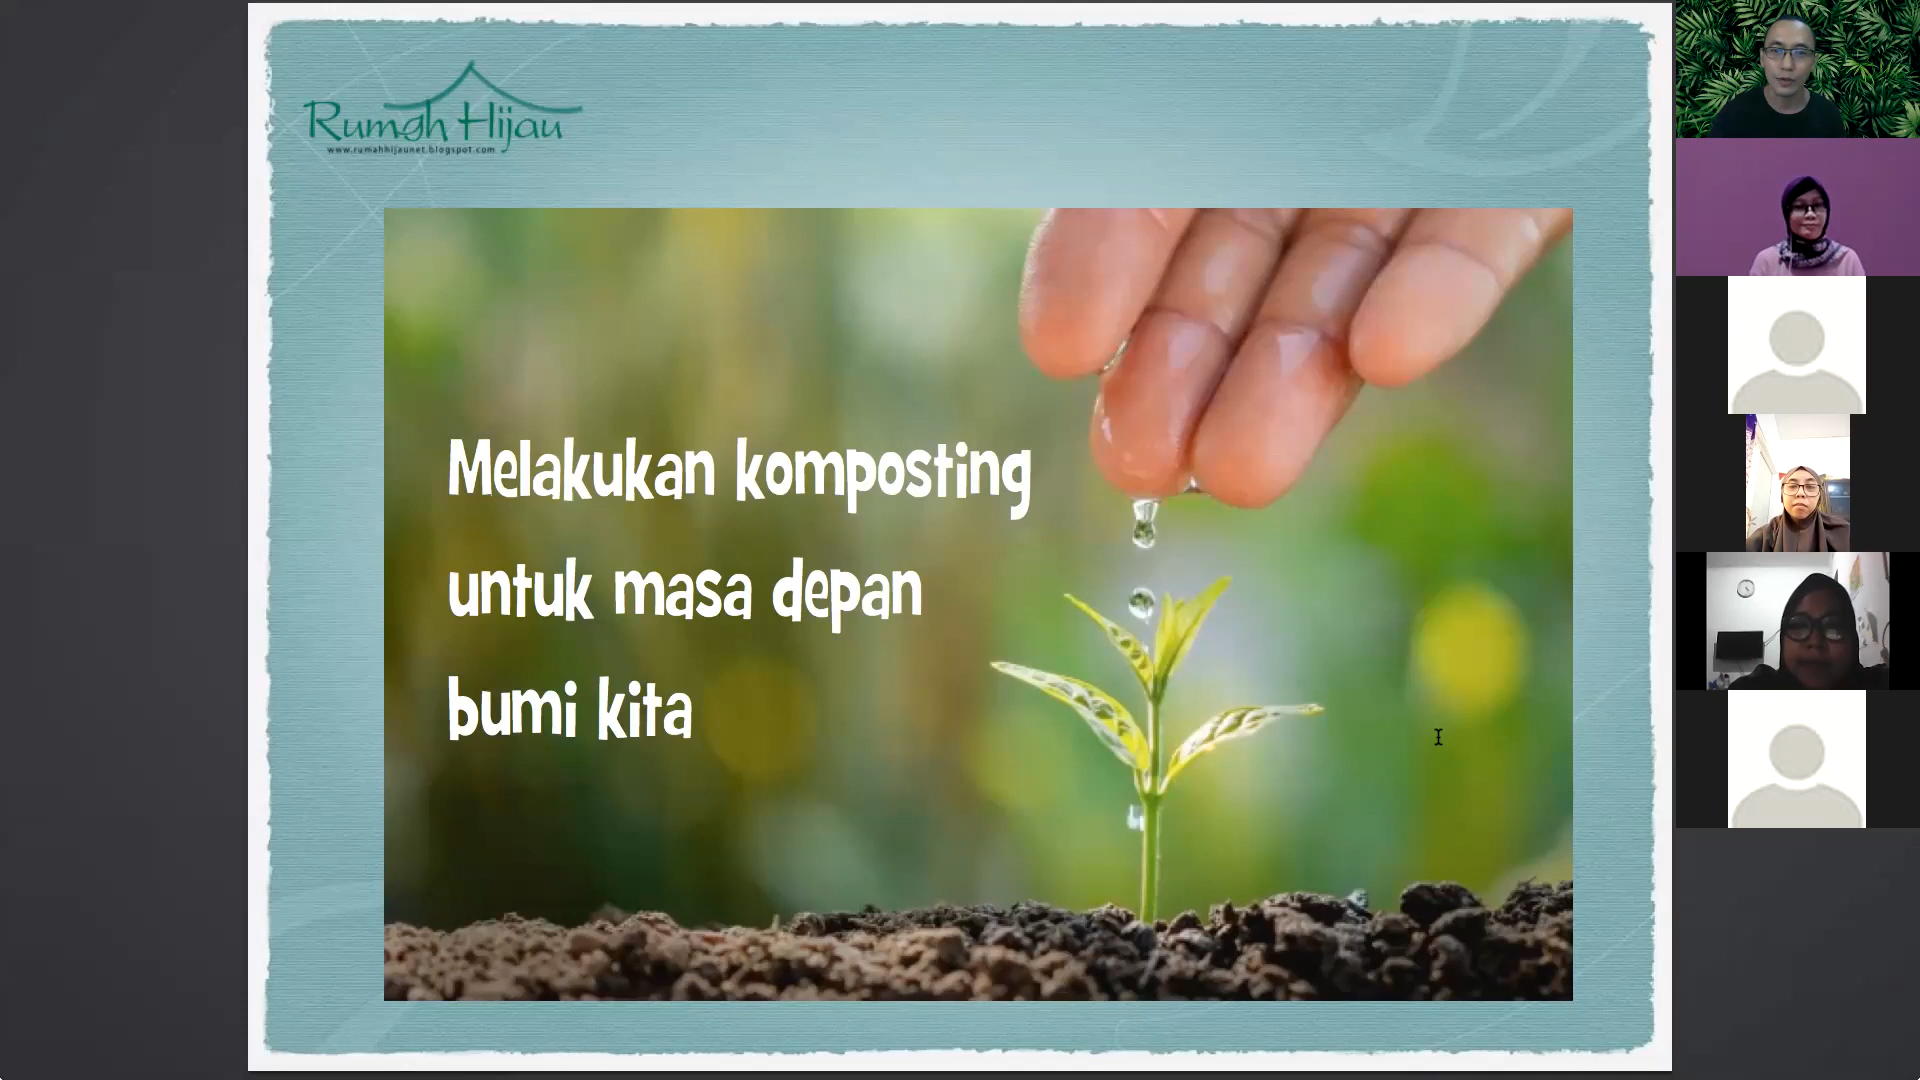 Rumah Hijau
www.rumahhijaunet.blogspot.com
Melakukan komposting
untuk masa depan
bumi kita